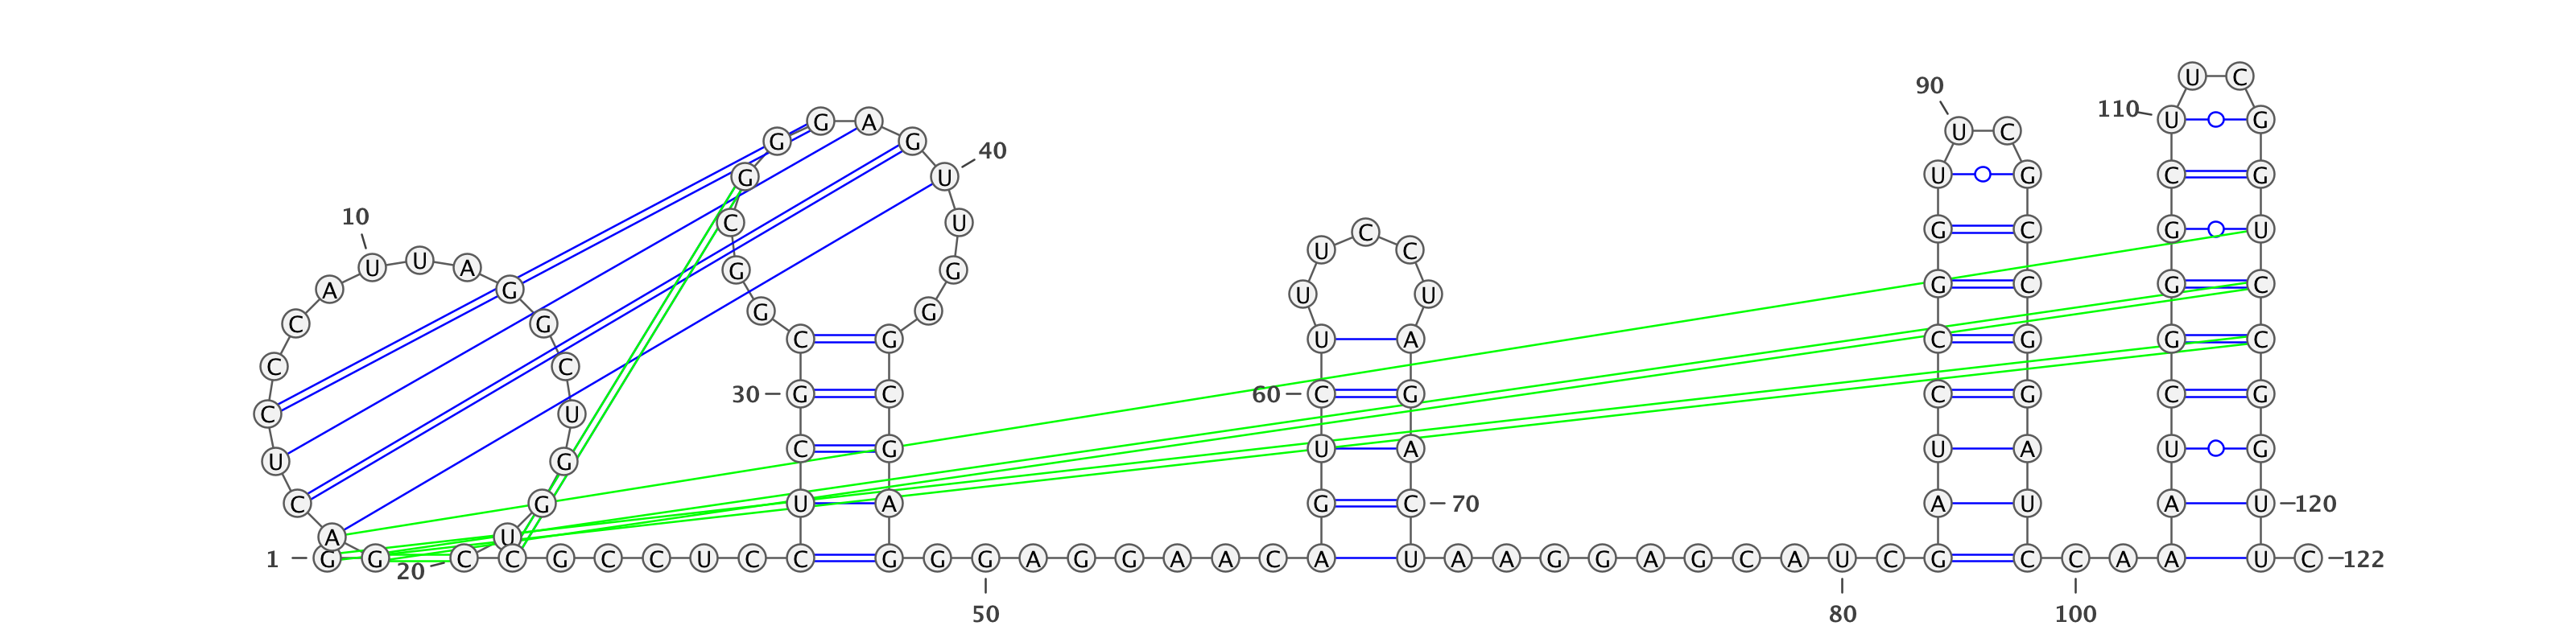 1
G G A C U C C C A U
10
U A G G C U G G U C
20
C G C C U C C U C G
30
C G G C G G G A G U
40
U G G G C G A G G G
50
A G G A A C A G U C
60
U U U C C U A G A C
70
U A A G G A G C A U
80
C G A U C C G G U U
90
C G C C G G A U C C
100
A A A U C G G G C U
110
U C G G U C C G G U
120
U C
122